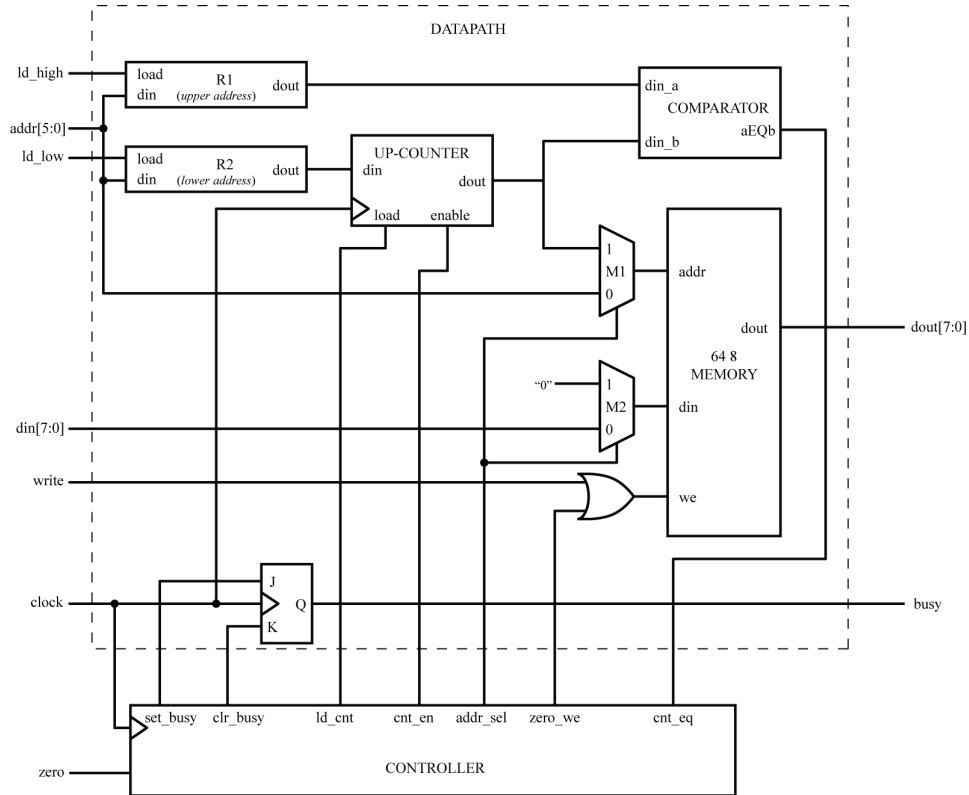 DATAPATH
ld_high
load
R1
dout
din
(upper address)
din_a
COMPARATOR
aEQb
din_b
addr[5:0]
ld_low
load
R2
dout
din
(lower address)
UP-COUNTER
din
dout
load
enable
1
M1
0
addr
dout
dout[7:0]
64 8
MEMORY
“0”
1
M2
0
din
din[7:0]
write
we
J
clock
Q
busy
K
set_busy
clr_busy
ld_cnt
cnt_en
addr_sel
zero_we
cnt_eq
zero
CONTROLLER